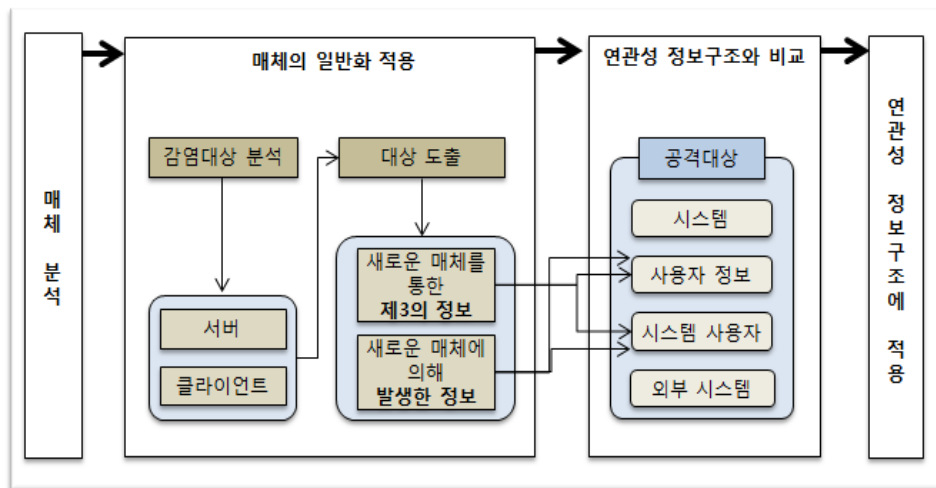 매체 분석
매체의 일반화 적용
감염대상 분석
대상 도출
서버
클라이언트
새로운 매체를
통한
제3의 정보
새로운 매체에
의해
발생한 정보
연관성 정보구조와 비교
공격대상
시스템
사용자 정보
시스템 사용자
외부 시스템
연관성 정보구조에 적용